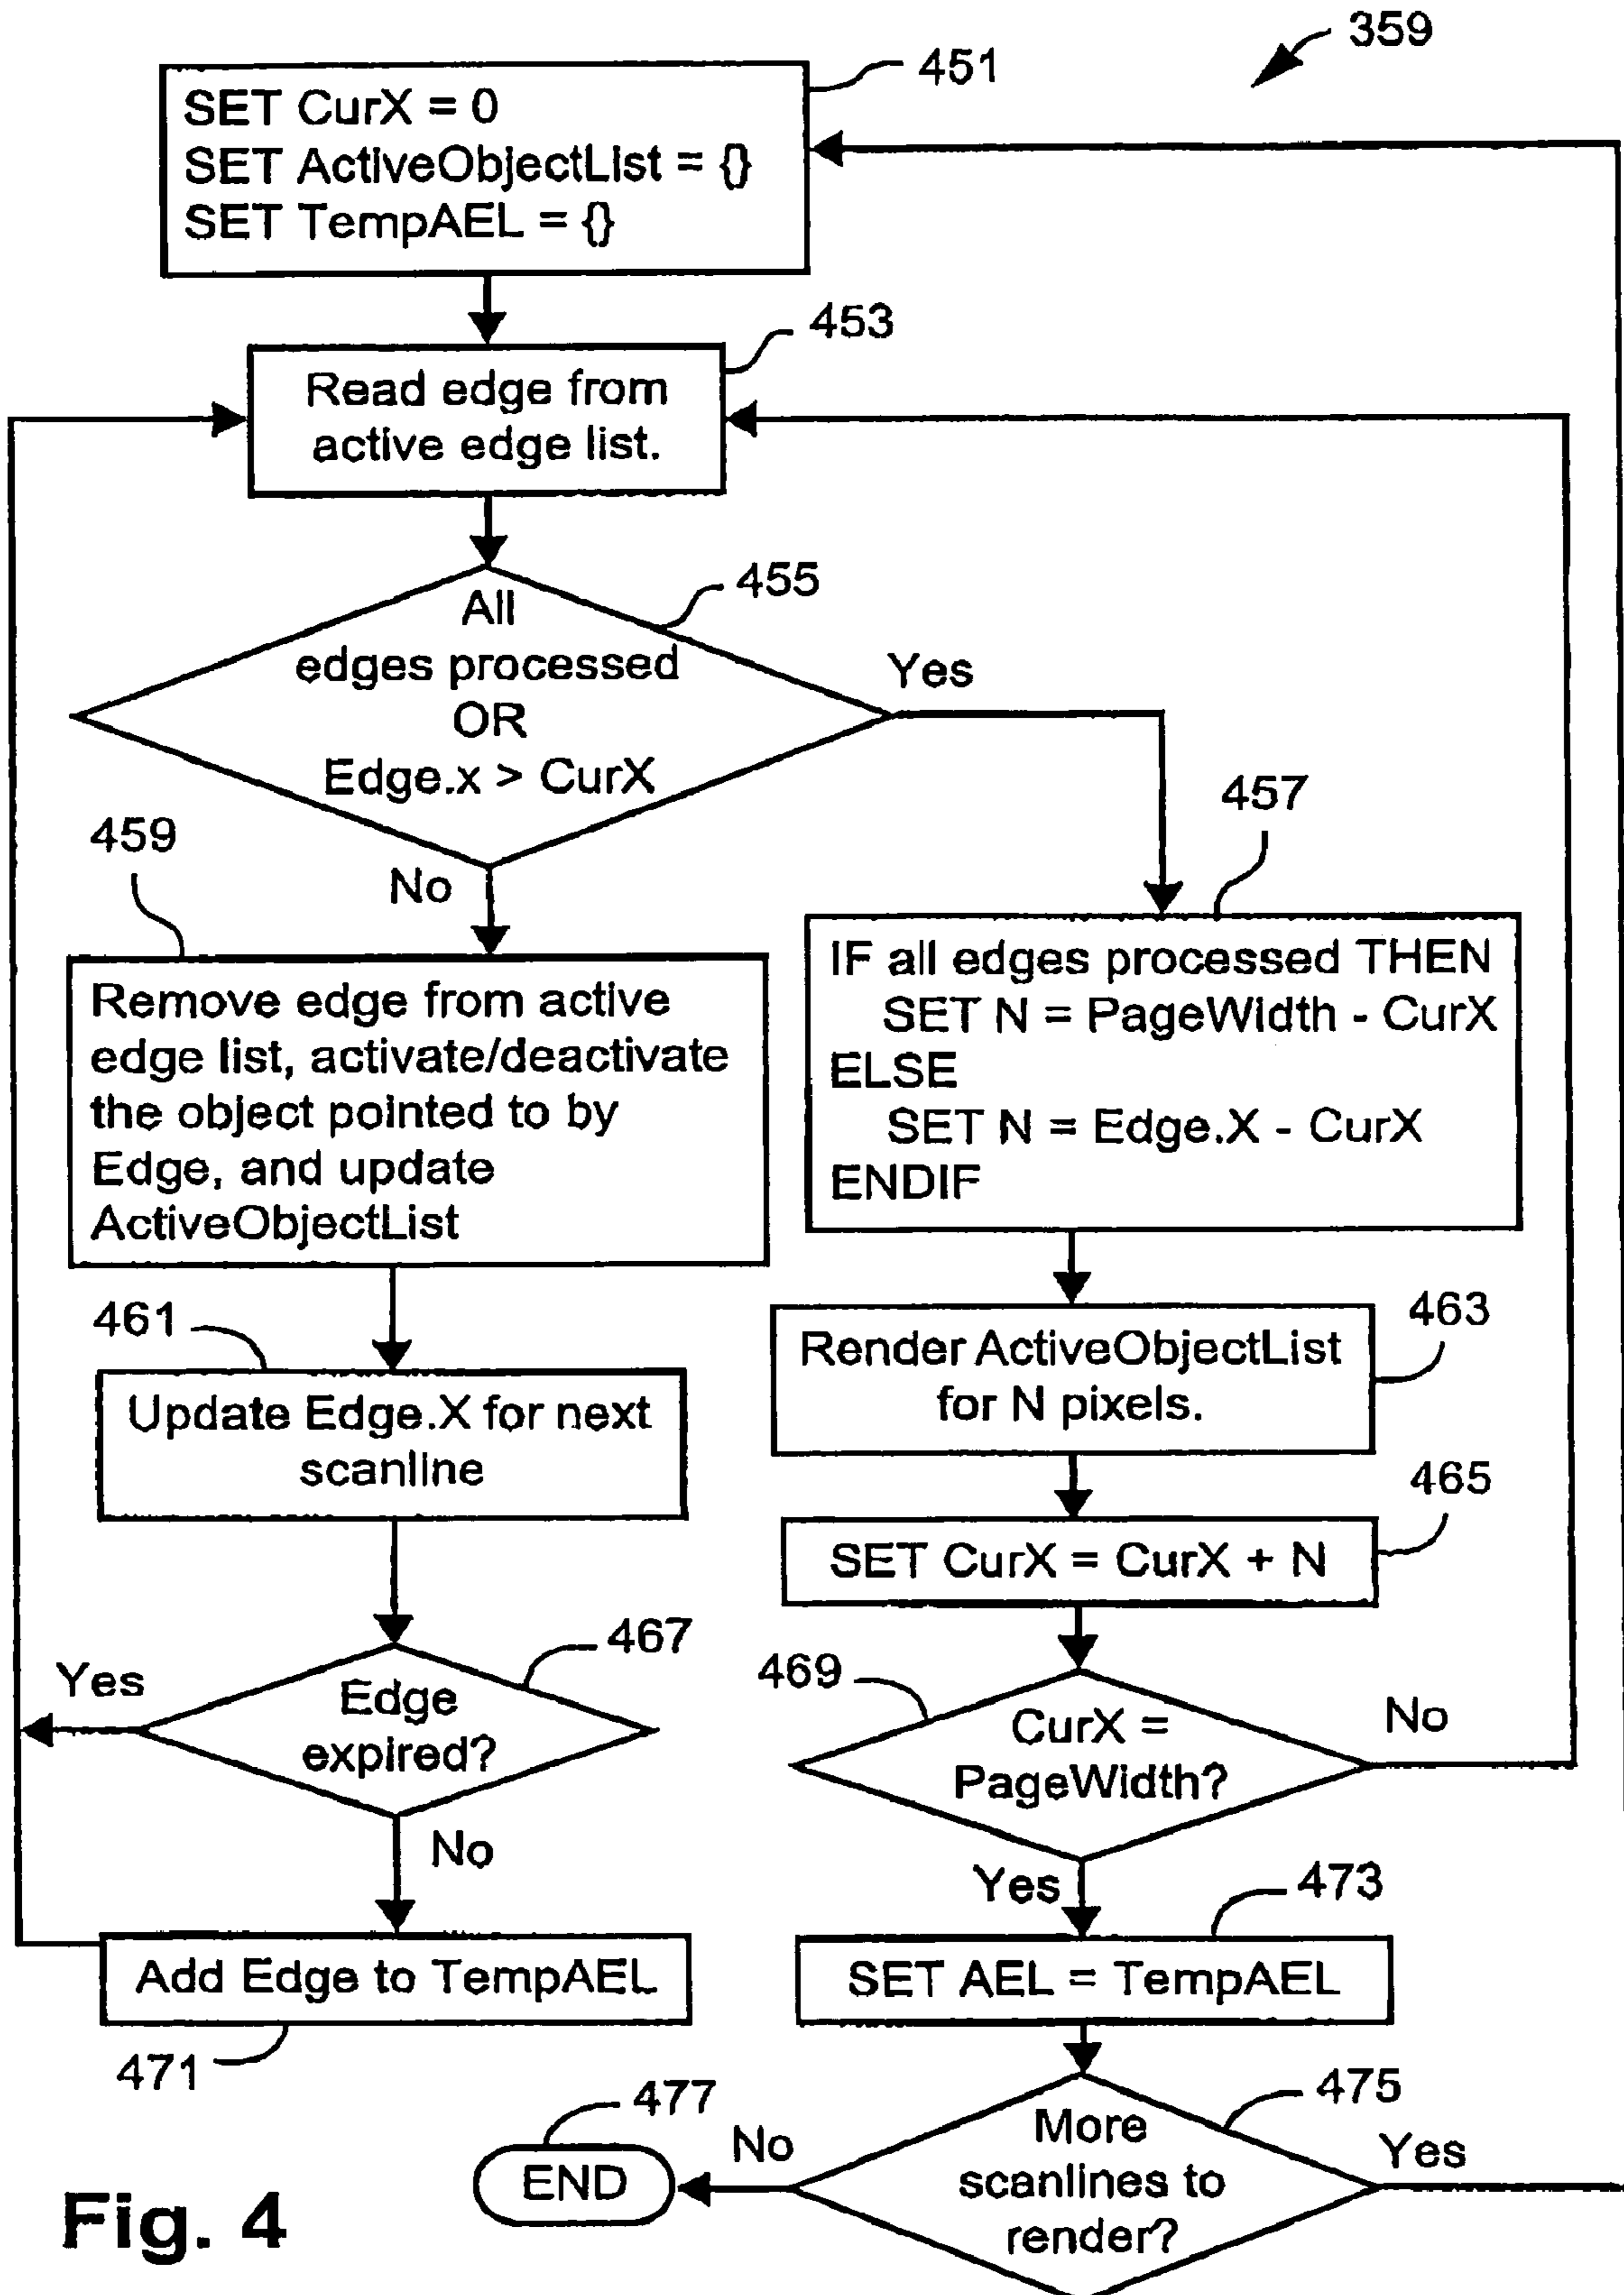 359
451
SET CurX = 0
SET ActiveObjectList = {}
SET TempAEL = {}
453
Read edge from
active edge list.
455
All
edges processed
OR
Edge.x > CurX
Yes
No
457
IF all edges processed THEN
SET N = PageWidth - CurX
ELSE
SET N = Edge.X - CurX
ENDIF
459
Remove edge from active
edge list, activate/deactivate
the object pointed to by
Edge, and update
ActiveObjectList
461
Update Edge.X for next
scanline
463
Render ActiveObjectList
for N pixels.
465
SET CurX = CurX + N
467
Edge
expired?
Yes
No
469
CurX =
PageWidth?
No
Yes
471
Add Edge to TempAEL
473
SET AEL = TempAEL
475
More
scanlines to
render?
Yes
No
477
END
Fig. 4